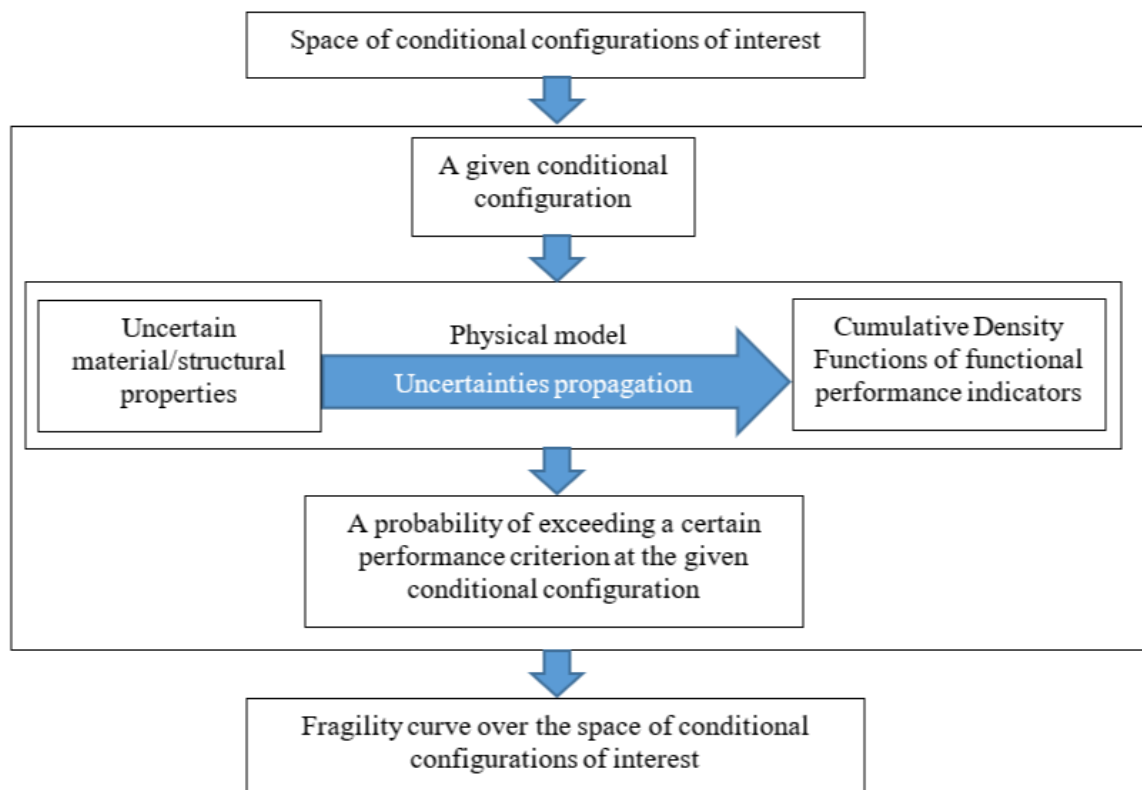 Space of conditional configurations of interest
A given conditional
configuration
Uncertain
material/structural
properties
Physical model
Uncertainties propagation
Cumulative Density
Functions of functional
performance indicators
A probability of exceeding a certain
performance criterion at the given
conditional configuration
Fragility curve over the space of conditional
configurations of interest